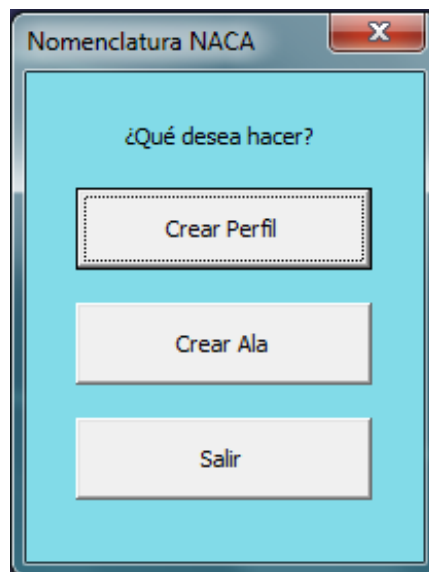 Nomenclatura NACA
¿Qué desea hacer?
Crear Perfil
Crear Ala
Salir